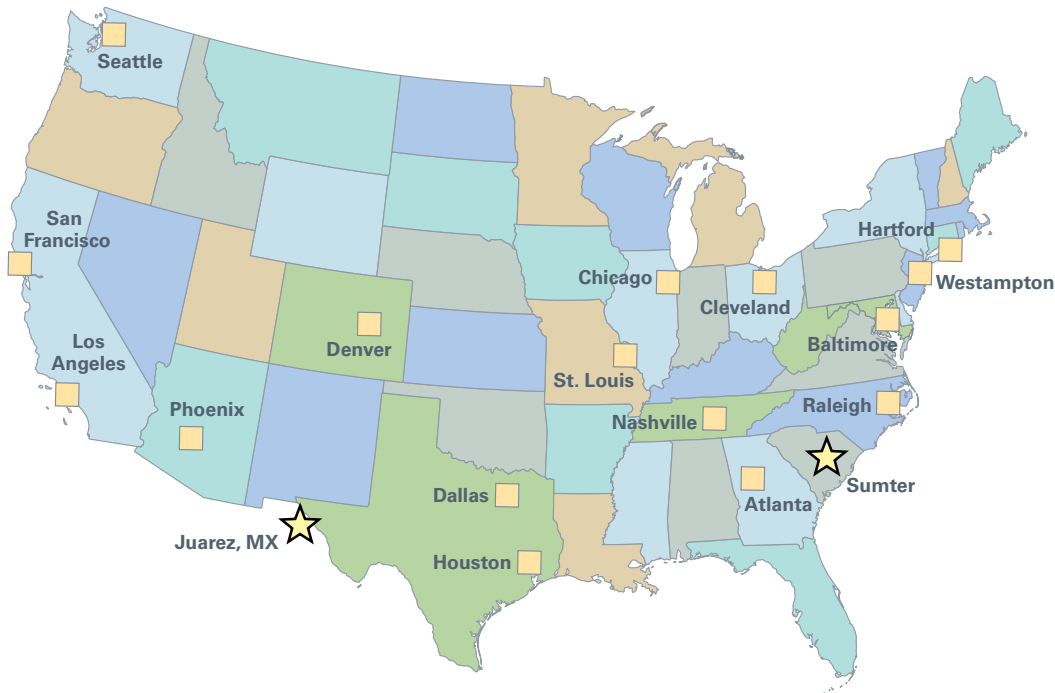 Seattle
San
Francisco
Los
Angeles
Phoenix
Denver
Juarez, MX
Dallas
Houston
St. Louis
Chicago
Nashville
Cleveland
Hartford
Westampton
Baltimore
Raleigh
Sumter
Atlanta